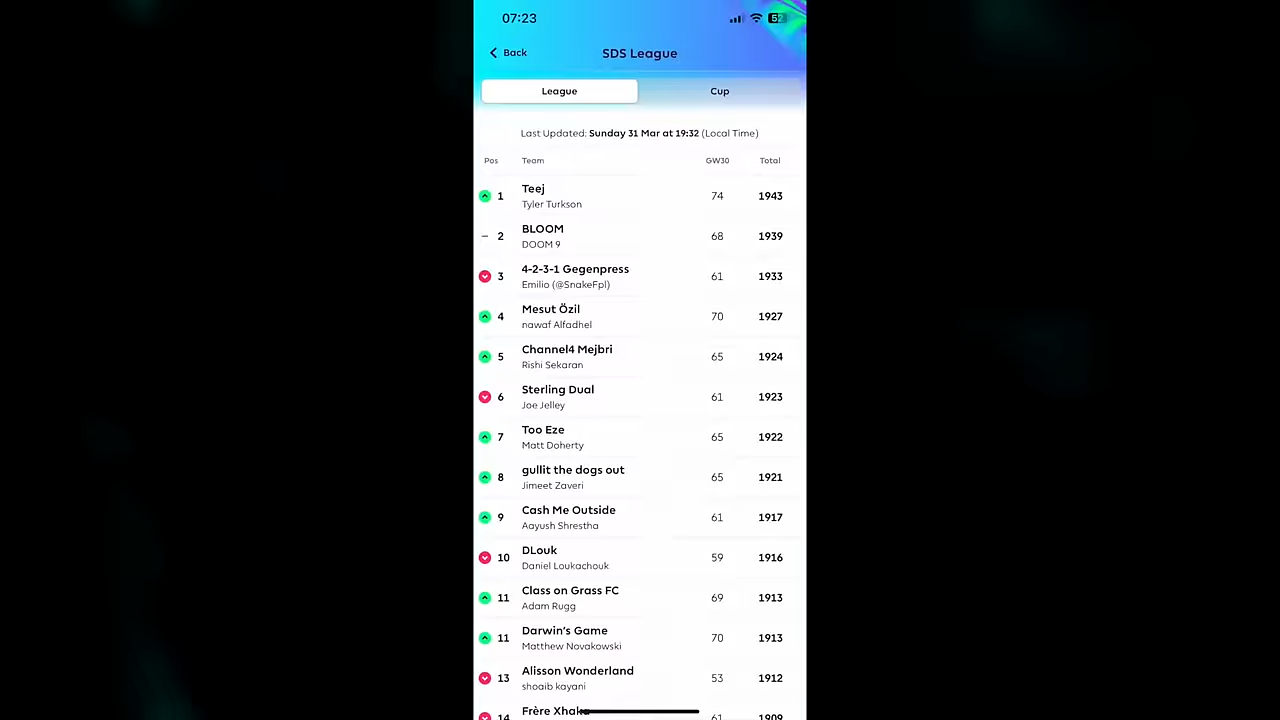 07:23
52
Back
SDS League
League
Cup
Last Updated: Sunday 31 Mar at 19:32 (Local Time)
Pos Team GW30 Total
1 Teej 74 1943
Tyler Turkson
2 BLOOM 68 1939
DOOM 9
3 4-2-3-1 Gegenpress 61 1933
Emilio (@SnakeFpl)
4 Mesut Özil 70 1927
nawaf Alfadhel
5 Channel4 Mejbri 65 1924
Rishi Sekaran
6 Sterling Dual 61 1923
Joe Jelley
7 Too Eze 65 1922
Matt Doherty
8 gullit the dogs out 65 1921
Jimeet Zaveri
9 Cash Me Outside 61 1917
Aayush Shrestha
10 DLouk 59 1916
Daniel Loukachouk
11 Class on Grass FC 69 1913
Adam Rugg
11 Darwin's Game 70 1913
Matthew Novakowski
13 Alisson Wonderland 53 1912
shoaib kayani
14 Frère Xhaka 61 1909